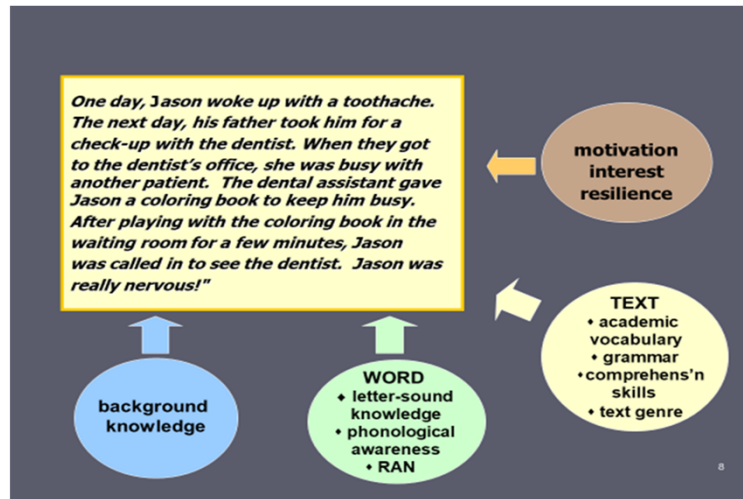 One day, Jason woke up with a toothache.
The next day, his father took him for a
check-up with the dentist. When they got
to the dentist's office, she was busy with
another patient. The dental assistant gave
Jason a coloring book to keep him busy.
After playing with the coloring book in the
waiting room for a few minutes, Jason
was called in to see the dentist. Jason was
really nervous!"
motivation
interest
resilience
TEXT
• academic
vocabulary
• grammar
• comprehens'n
skills
• text genre
WORD
• letter-sound
knowledge
• phonological
awareness
• RAN
background
knowledge
8